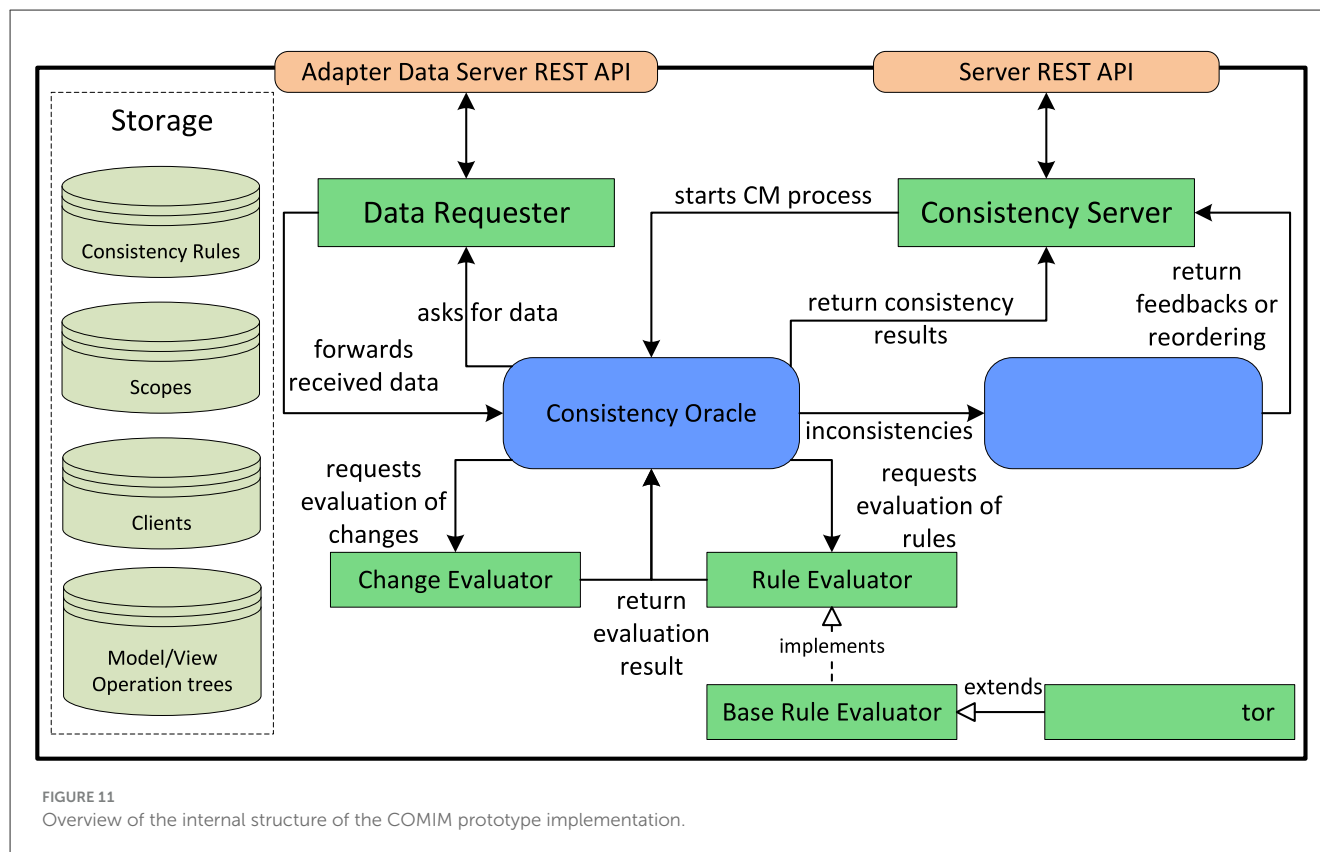 Adapter Data Server REST API
Server REST API
Storage
Consistency Rules
Scopes
Clients
Model/View
Operation trees
Data Requester
starts CM process
Consistency Server
asks for data
return consistency
results
return
feedbacks or
reordering
forwards
received data
Consistency Oracle
inconsistencies
requests
evaluation of
changes
requests
evaluation of
rules
Change Evaluator
return
evaluation
result
Rule Evaluator
implements
Base Rule Evaluator
extends
tor
FIGURE 11
Overview of the internal structure of the COMIM prototype implementation.